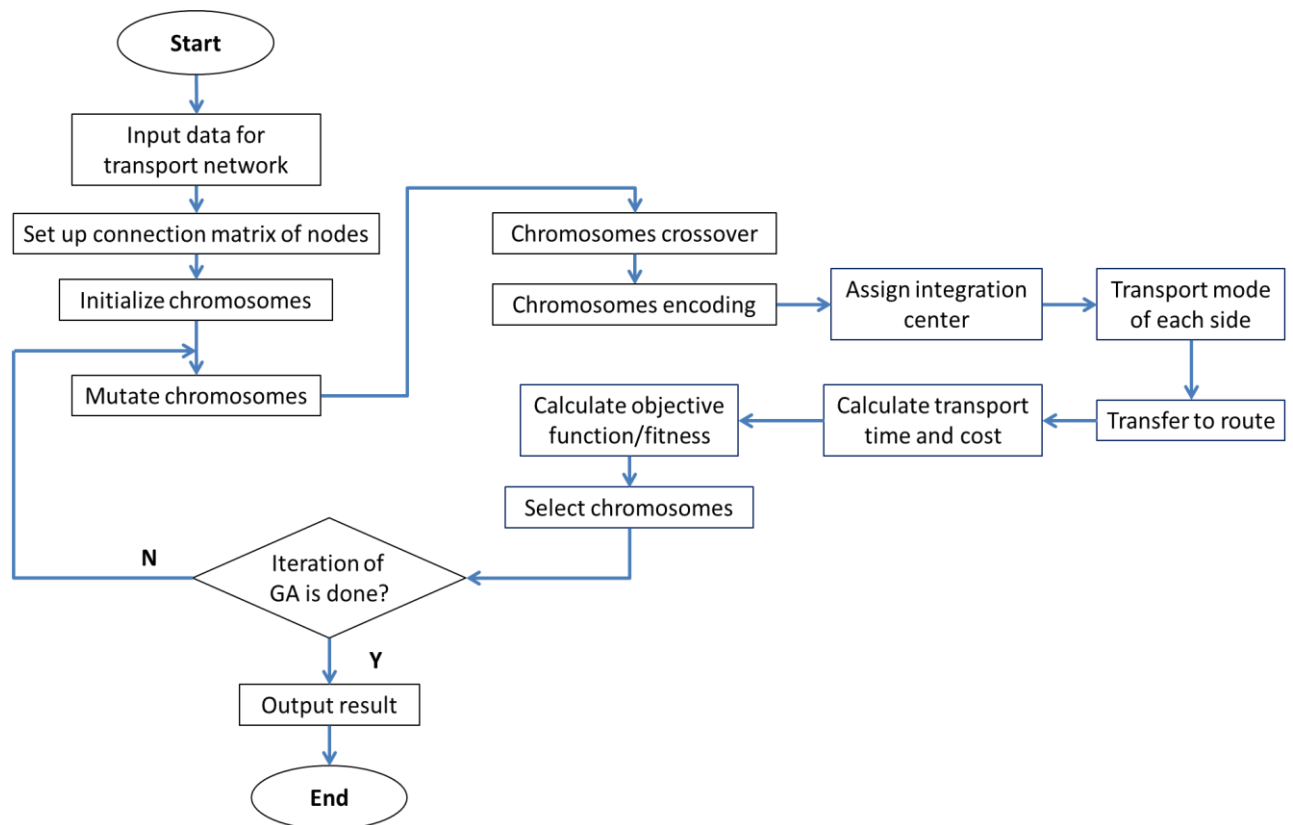 Start
Input data for
transport network
Set up connection matrix of nodes
Initialize chromosomes
Mutate chromosomes
Chromosomes crossover
Chromosomes encoding
Assign integration
center
Transport mode
of each side
Transfer to route
Calculate transport
time and cost
Calculate objective
function/fitness
Select chromosomes
Iteration of
GA is done?
N
Y
Output result
End